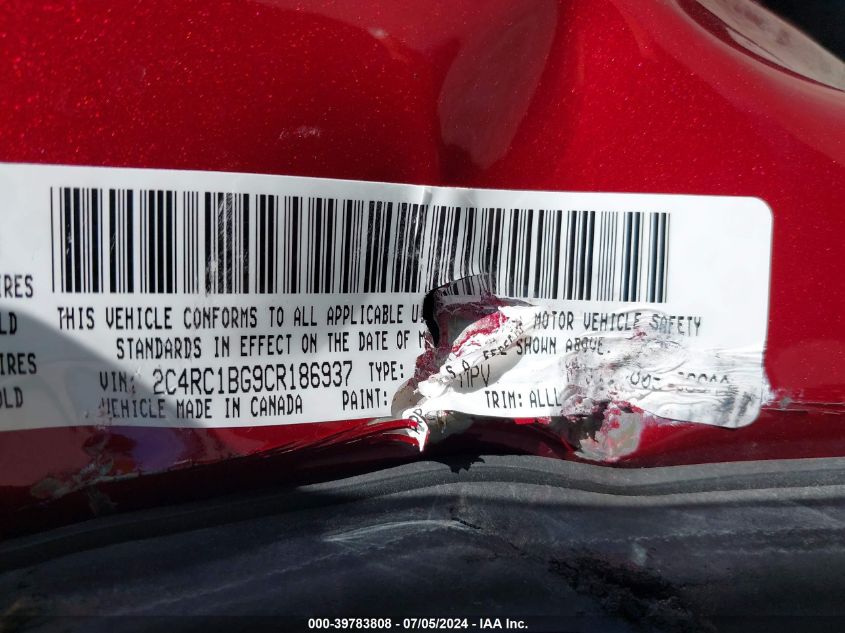 IRES
THIS VEHICLE CONFORMS TO ALL APPLICABLE U. MOTOR VEHICLE SAFETY
OLD
STANDARDS IN EFFECT ON THE DATE OF M SHOWN ABOVE.
IRES
VIN: 2C4RC1BG9CR186937 TYPE: MPV
OLD
VEHICLE MADE IN CANADA PAINT: TRIM: ALL
000-39783808 - 07/05/2024 - IAA Inc.